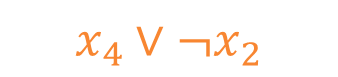 x₄ ∨ ¬x₂